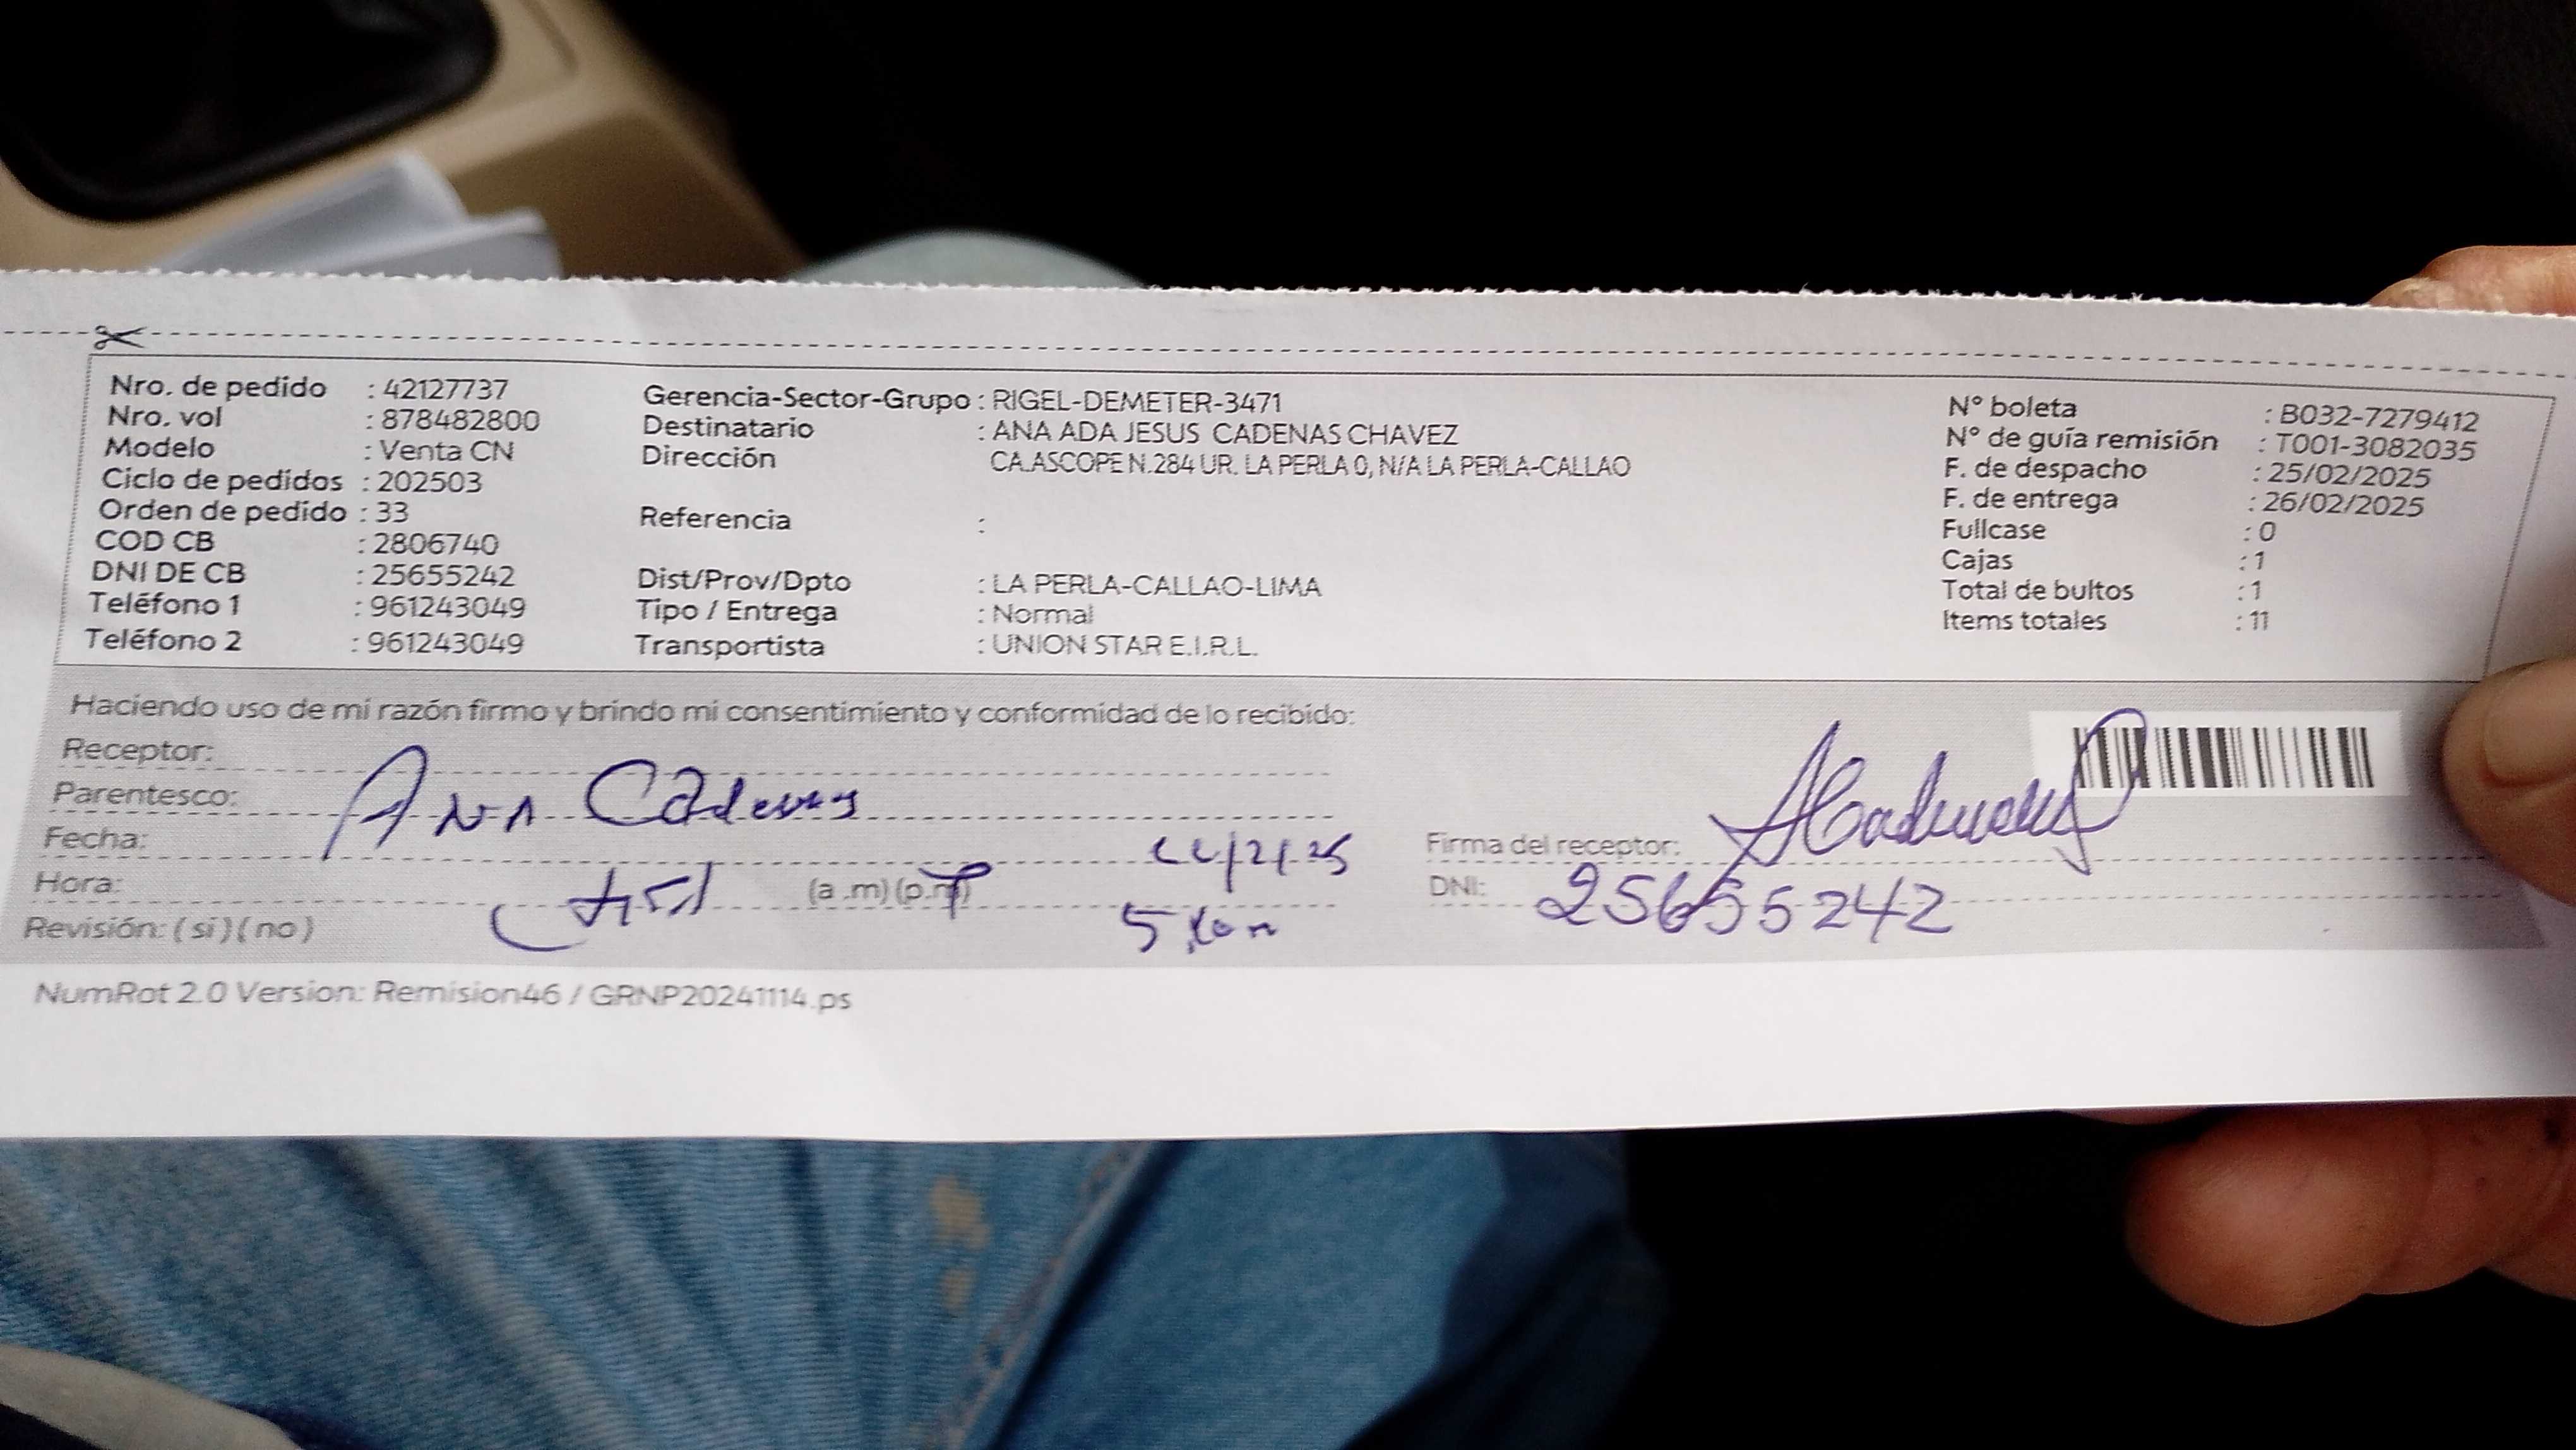 Nro. de pedido : 42127737
Nro. vol : 878482800
Modelo : Venta CN
Ciclo de pedidos : 202503
Orden de pedido : 33
COD CB : 2806740
DNI DE CB : 25655242
Teléfono 1 : 961243049
Teléfono 2 : 961243049
Gerencia-Sector-Grupo : RIGEL-DEMETER-3471
Destinatario : ANA ADA JESUS CADENAS CHAVEZ
Dirección CA.ASCOPE N.284 UR. LA PERLA 0, N/A LA PERLA-CALLAO
Referencia :
Dist/Prov/Dpto : LA PERLA-CALLAO-LIMA
Tipo / Entrega : Normal
Transportista : UNION STAR E.I.R.L.
N° boleta : B032-7279412
N° de guía remisión : T001-3082035
F. de despacho : 25/02/2025
F. de entrega : 26/02/2025
Fullcase : 0
Cajas : 1
Total de bultos : 1
Items totales : 11
Haciendo uso de mi razón firmo y brindo mi consentimiento y conformidad de lo recibido:
Receptor:
Parentesco: Ana Cadenas
Fecha:
Hora: (a .m) (p.m)
Revisión: ( si ) ( no )
Firma del receptor:
DNI: 25655242
NumRot 2.0 Version: Remision46 / GRNP20241114.ps